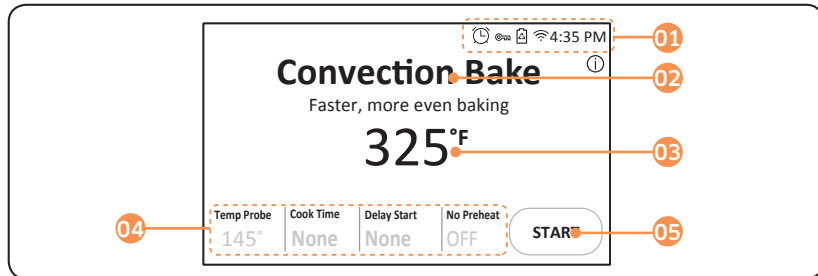 4:35 PM
01
Convection Bake
02
Faster, more even baking
325°F
03
Temp Probe Cook Time Delay Start No Preheat
04
145° None None OFF
START
05